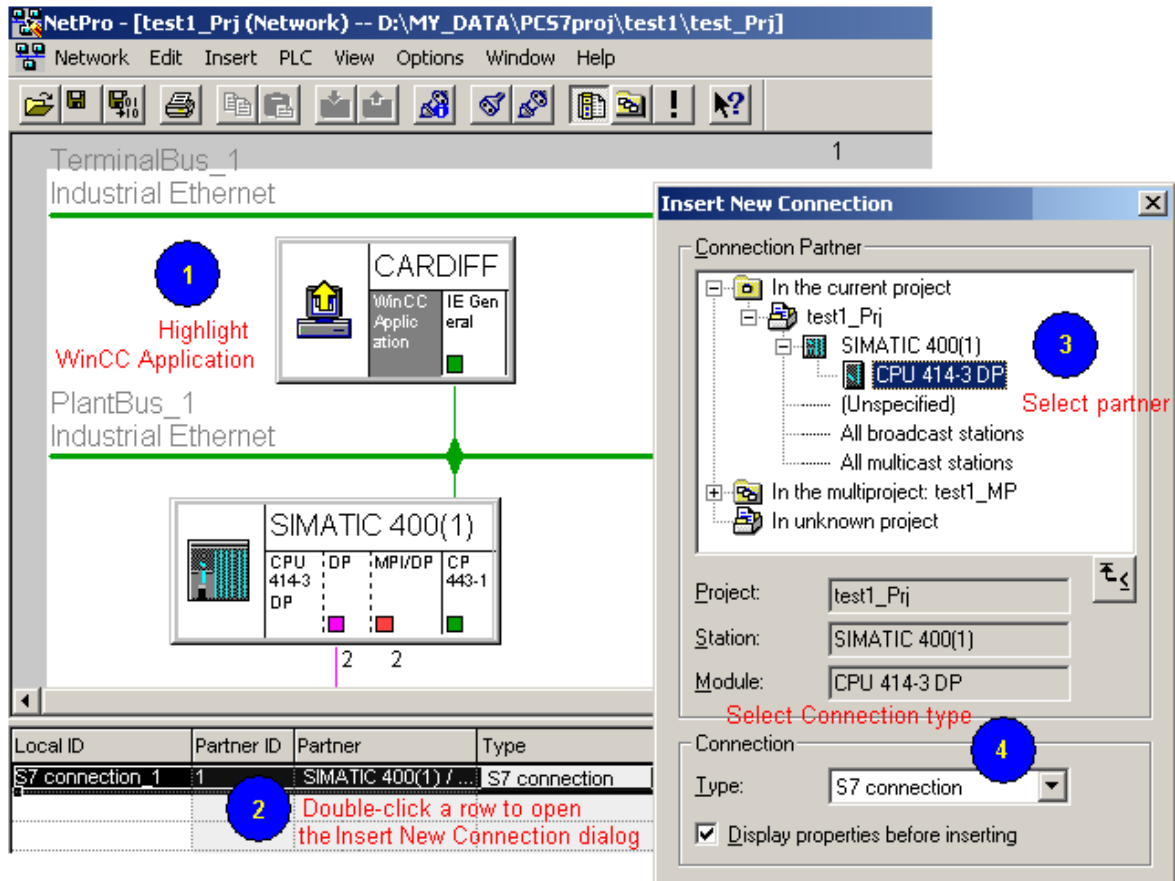 NetPro - [test1_Prj (Network) -- D:\MY_DATA\PCS7proj\test1\test_Prj]
Network Edit Insert PLC View Options Window Help
TerminalBus_1
Industrial Ethernet
1
CARDIFF
WinCC
Applic
ation
IE Gen
eral
1
Highlight
WinCC Application
PlantBus_1
Industrial Ethernet
SIMATIC 400(1)
CPU
414-3
DP
DP
MPI/DP
CP
443-1
2 2
Local ID Partner ID Partner Type
S7 connection_1 1 SIMATIC 400(1) / ... S7 connection
2
Double-click a row to open
the Insert New Connection dialog
Insert New Connection
Connection Partner
In the current project
test1_Prj
SIMATIC 400(1)
CPU 414-3 DP
(Unspecified)
All broadcast stations
All multicast stations
In the multiproject: test1_MP
In unknown project
3
Select partner
Project: test1_Prj
Station: SIMATIC 400(1)
Module: CPU 414-3 DP
Select Connection type
4
Connection
Type: S7 connection
Display properties before inserting